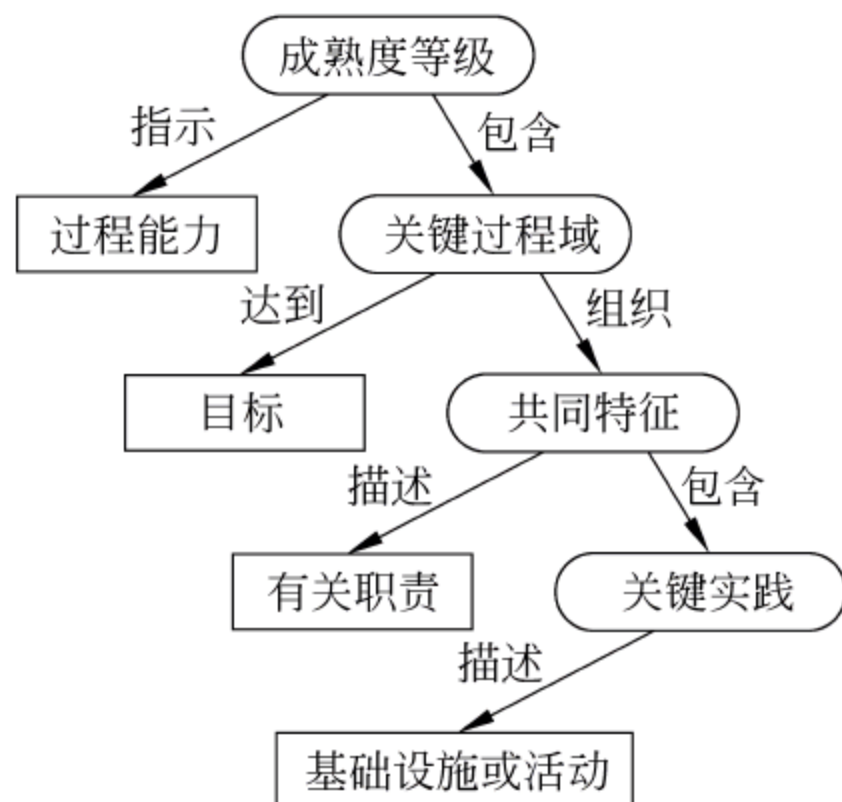 成熟度等级
指示
包含
过程能力
关键过程域
达到
组织
目标
共同特征
描述
包含
有关职责
关键实践
描述
基础设施或活动